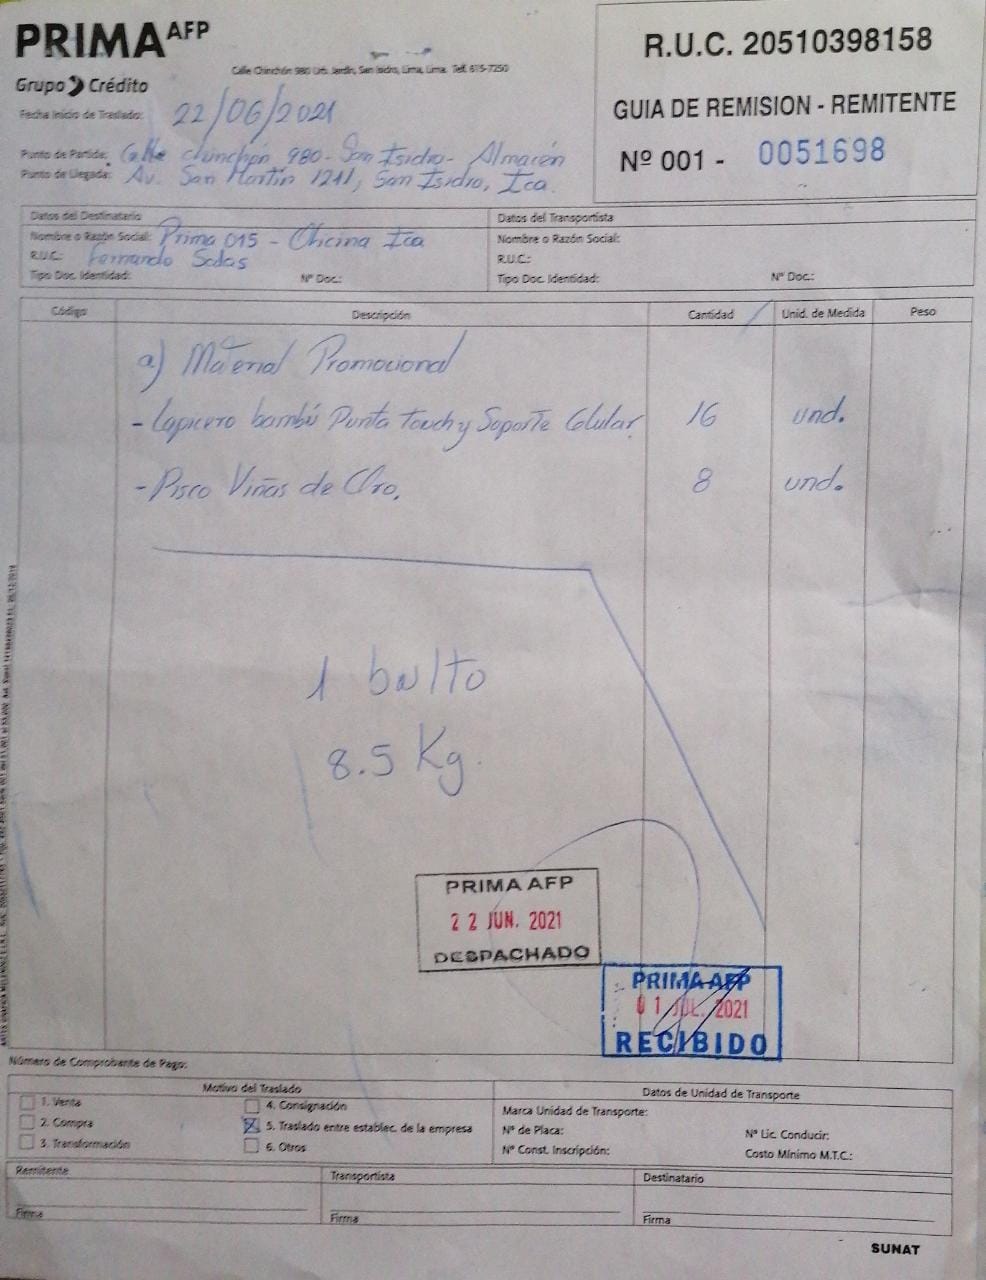 PRIMA AFP
Grupo Crédito
Calle Chinchón 980 Urb. Jardín, San Isidro, Lima, Lima. Telf. 615-7250
R.U.C. 20510398158
GUIA DE REMISION - REMITENTE
Nº 001 - 0051698
Fecha Inicio de Traslado: 22/06/2021
Punto de Partida: Calle Chinchón 980 - San Isidro - Almacén
Punto de Llegada: Av. San Martín 1241, San Isidro, Ica.
Datos del Destinatario
Nombre o Razón Social: Prima 015 - Oficina Ica
R.U.C.: Fernando Salas
Tipo Doc. Identidad: Nº Doc.:
Datos del Transportista
Nombre o Razón Social:
R.U.C.:
Tipo Doc. Identidad: Nº Doc.:
Código Descripción Cantidad Unid. de Medida Peso
a) Material Promocional
- Lapicero bambú Punta Touch y Soporte Celular. 16 und.
- Pisco Viñas de Oro. 8 und.
1 bulto
8.5 Kg.
PRIMA AFP
22 JUN. 2021
DESPACHADO
PRIMA AFP
01 JUL. 2021
RECIBIDO
Número de Comprobante de Pago:
Motivo del Traslado
1. Venta
2. Compra
3. Transformación
4. Consignación
5. Traslado entre establec. de la empresa
6. Otros
Datos de Unidad de Transporte
Marca Unidad de Transporte:
Nº de Placa: Nº Lic. Conducir:
Nº Const. Inscripción: Costo Mínimo M.T.C.:
Remitente
Firma
Transportista
Firma
Destinatario
Firma
SUNAT